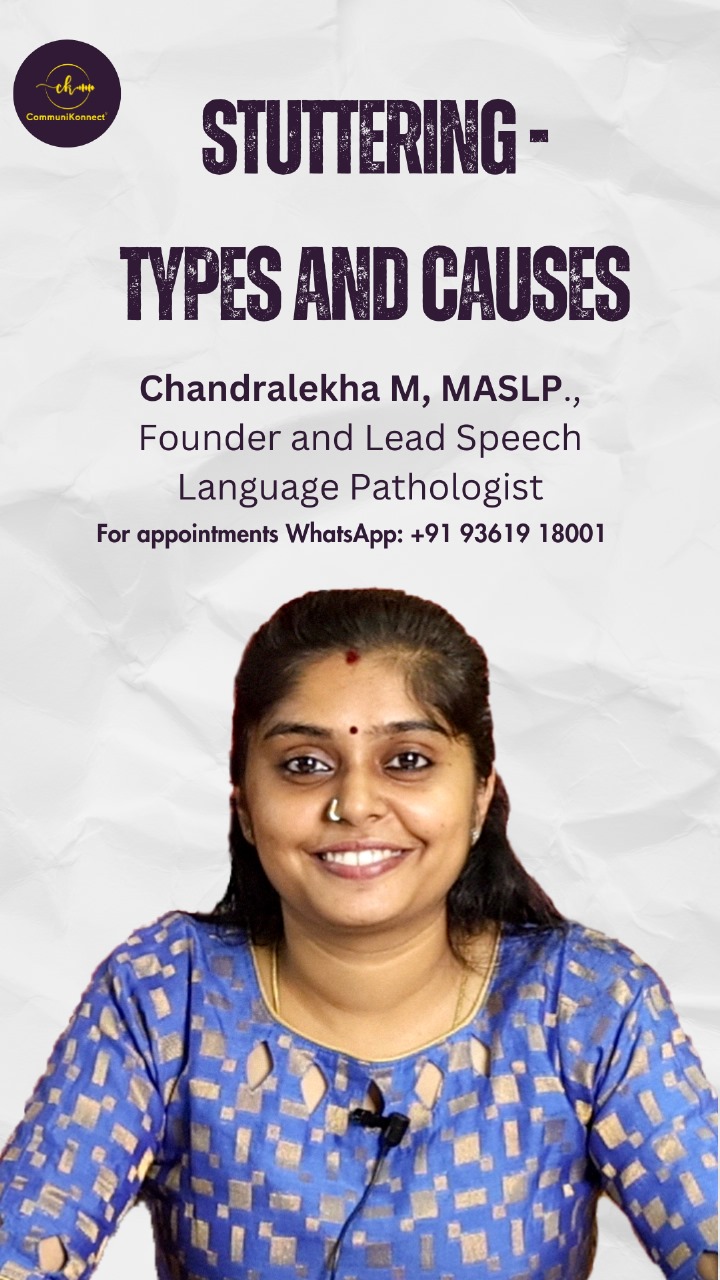 CommuniKonnect
STUTTERING -
TYPES AND CAUSES
Chandralekha M, MASLP.,
Founder and Lead Speech
Language Pathologist
For appointments WhatsApp: +91 93619 18001